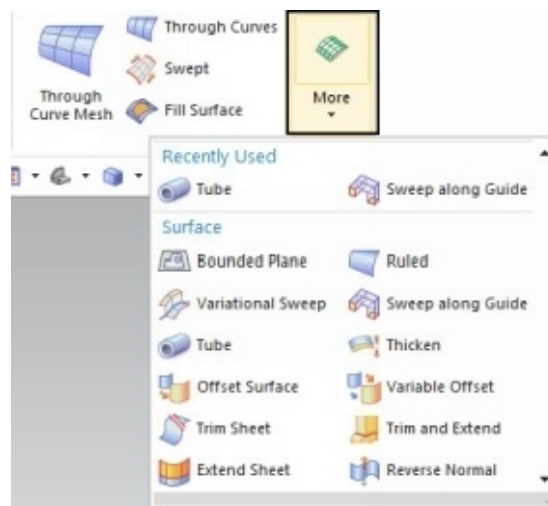 Through Curves
Swept
Fill Surface
Through
Curve Mesh
More
Recently Used
Tube
Sweep along Guide
Surface
Bounded Plane
Ruled
Variational Sweep
Sweep along Guide
Tube
Thicken
Offset Surface
Variable Offset
Trim Sheet
Trim and Extend
Extend Sheet
Reverse Normal